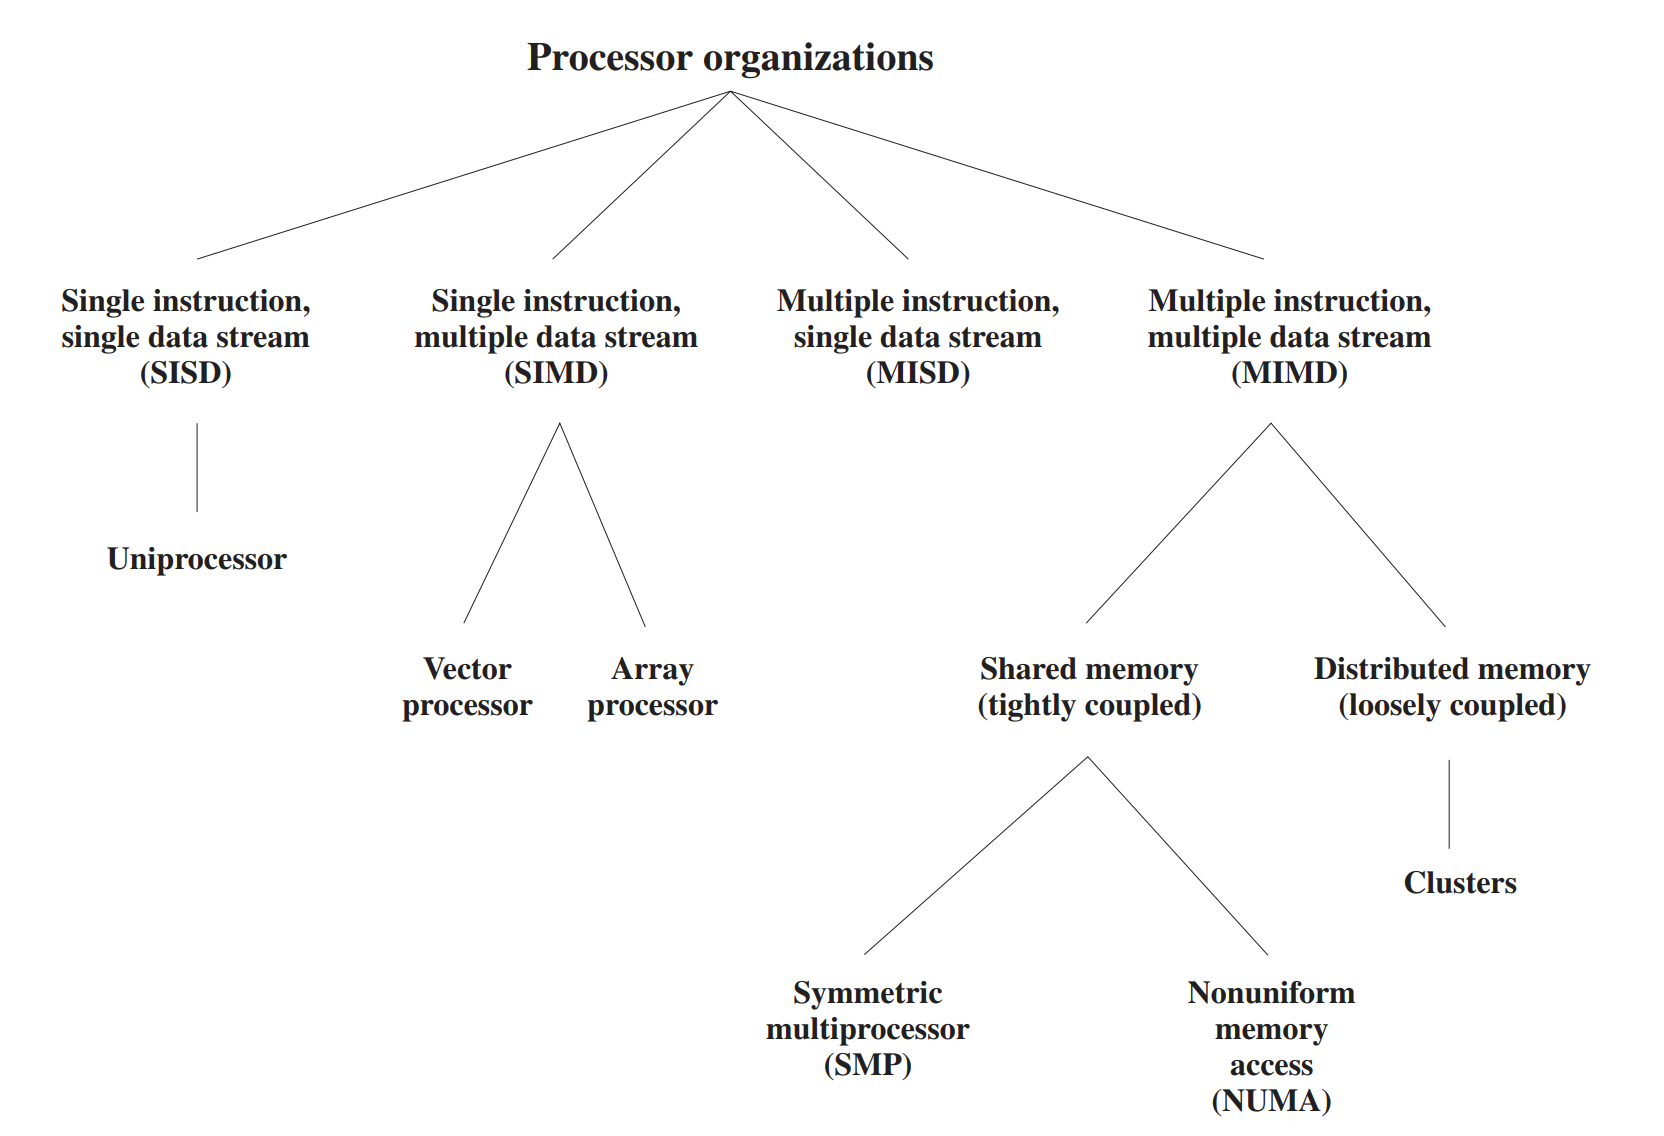 Processor organizations
Single instruction,
single data stream
(SISD)
Single instruction,
multiple data stream
(SIMD)
Multiple instruction,
single data stream
(MISD)
Multiple instruction,
multiple data stream
(MIMD)
Uniprocessor
Vector
processor
Array
processor
Shared memory
(tightly coupled)
Distributed memory
(loosely coupled)
Clusters
Symmetric
multiprocessor
(SMP)
Nonuniform
memory
access
(NUMA)